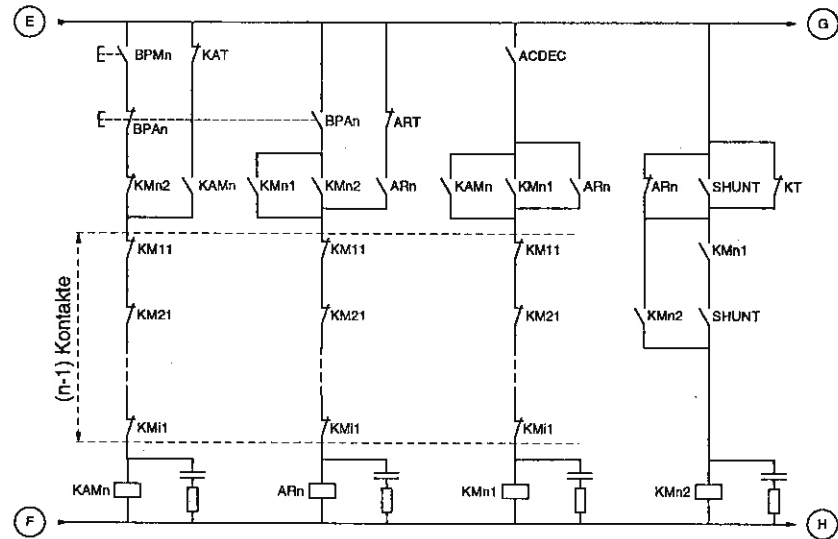 E G
BPMn KAT ACDEC
BPAn BPAn ART
KMn2 KAMn KMn1 KMn2 ARn KAMn KMn1 ARn ARn SHUNT KT
KM11 KM11 KM11 KMn1
KM21 KM21 KM21 KMn2 SHUNT
(n-1) Kontakte
KMi1 KMi1 KMi1
KAMn ARn KMn1 KMn2
F H